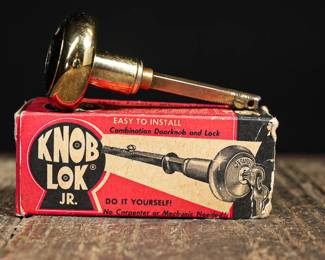 EASY TO INSTALL
Combination Doorknob and Lock
KNOB
LOK®
JR.
DO IT YOURSELF!
No Carpenter or Mechanic Needed